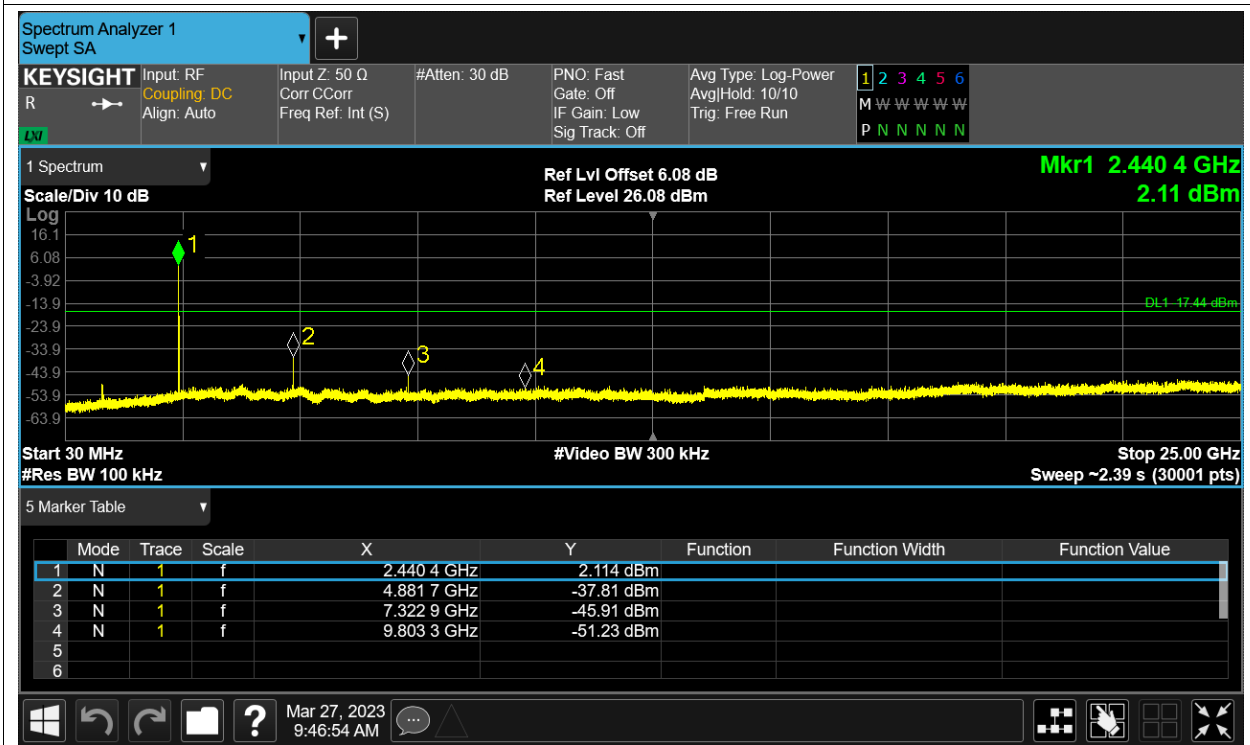 Spectrum Analyzer 1
Swept SA
KEYSIGHT Input: RF Input Z: 50 Ω #Atten: 30 dB PNO: Fast Avg Type: Log-Power 1 2 3 4 5 6
R Coupling: DC Corr CCorr Gate: Off Avg|Hold: 10/10 M W W W W W
Align: Auto Freq Ref: Int (S) IF Gain: Low Trig: Free Run
LXI Sig Track: Off P N N N N N
1 Spectrum Ref Lvl Offset 6.08 dB Mkr1 2.440 4 GHz
Scale/Div 10 dB Ref Level 26.08 dBm 2.11 dBm
Log
16.1
1
6.08
-3.92
-13.9 DL1 -17.44 dBm
-23.9
2
-33.9
3
-43.9 4
-53.9
-63.9
Start 30 MHz #Video BW 300 kHz Stop 25.00 GHz
#Res BW 100 kHz Sweep ~2.39 s (30001 pts)
5 Marker Table
Mode Trace Scale X Y Function Function Width Function Value
1 N 1 f 2.440 4 GHz 2.114 dBm
2 N 1 f 4.881 7 GHz -37.81 dBm
3 N 1 f 7.322 9 GHz -45.91 dBm
4 N 1 f 9.803 3 GHz -51.23 dBm
5
6
? Mar 27, 2023
9:46:54 AM